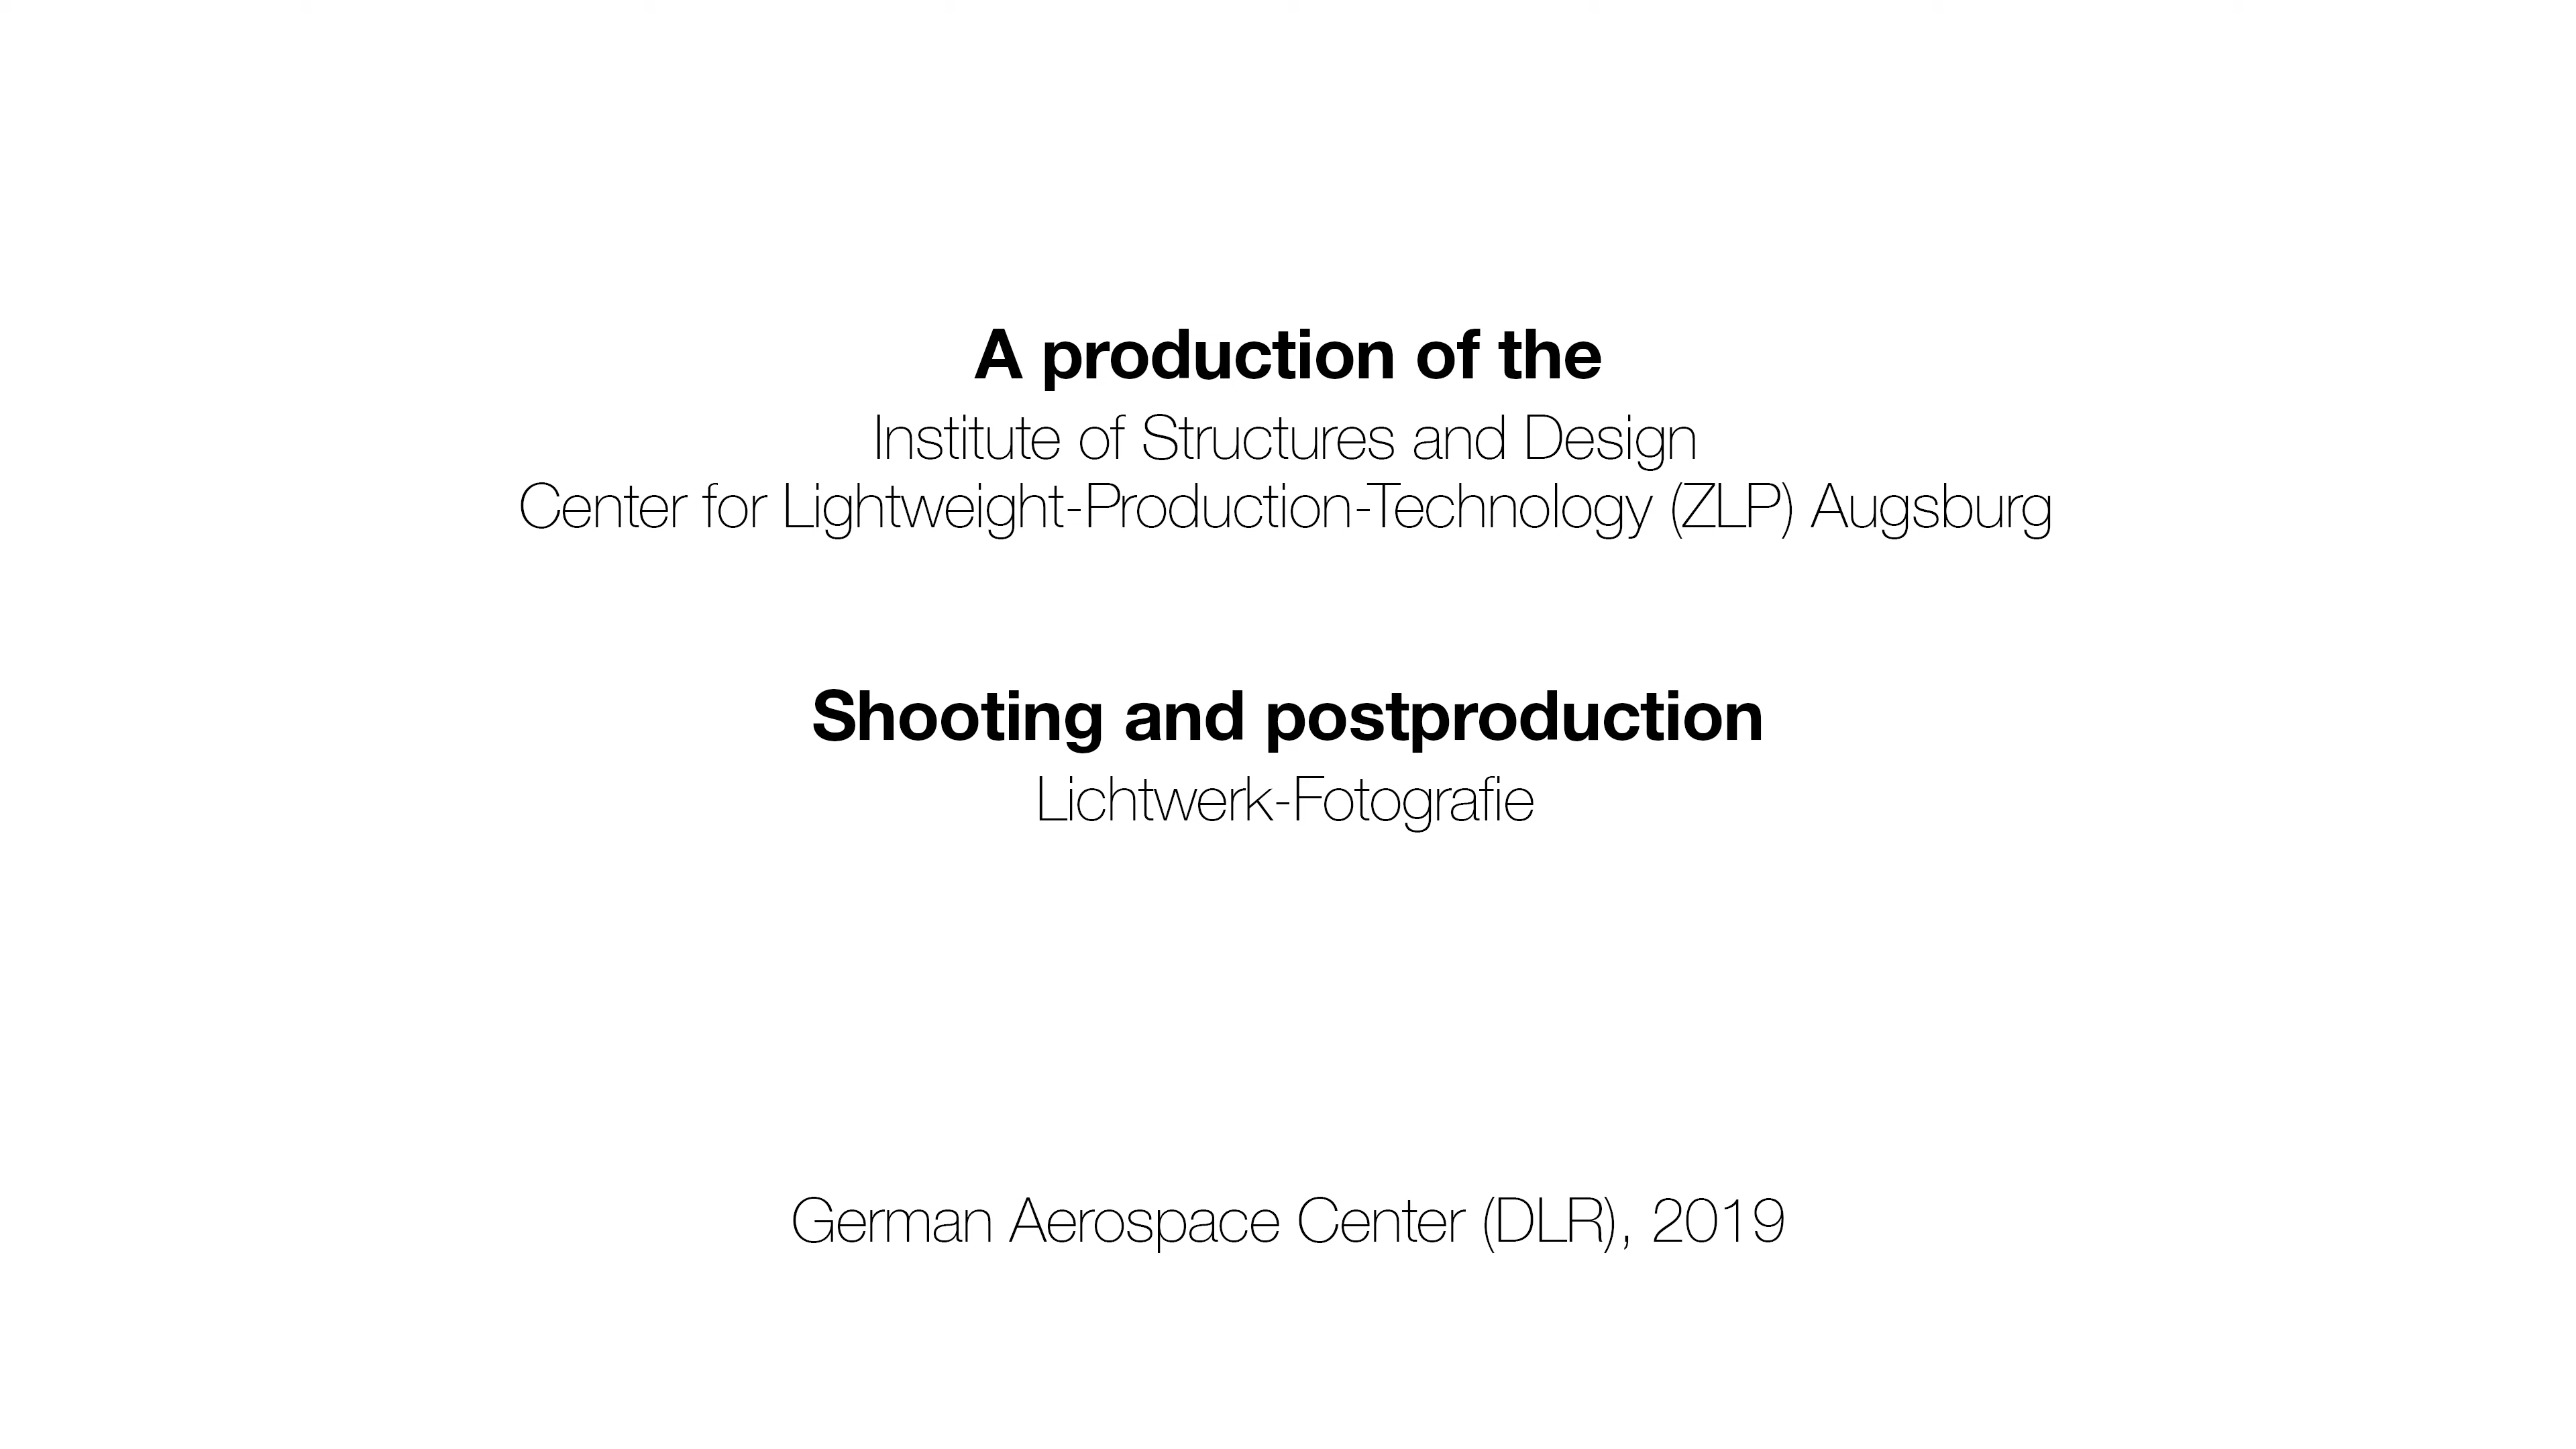 A production of the
Institute of Structures and Design
Center for Lightweight-Production-Technology (ZLP) Augsburg
Shooting and postproduction
Lichtwerk-Fotografie
German Aerospace Center (DLR), 2019